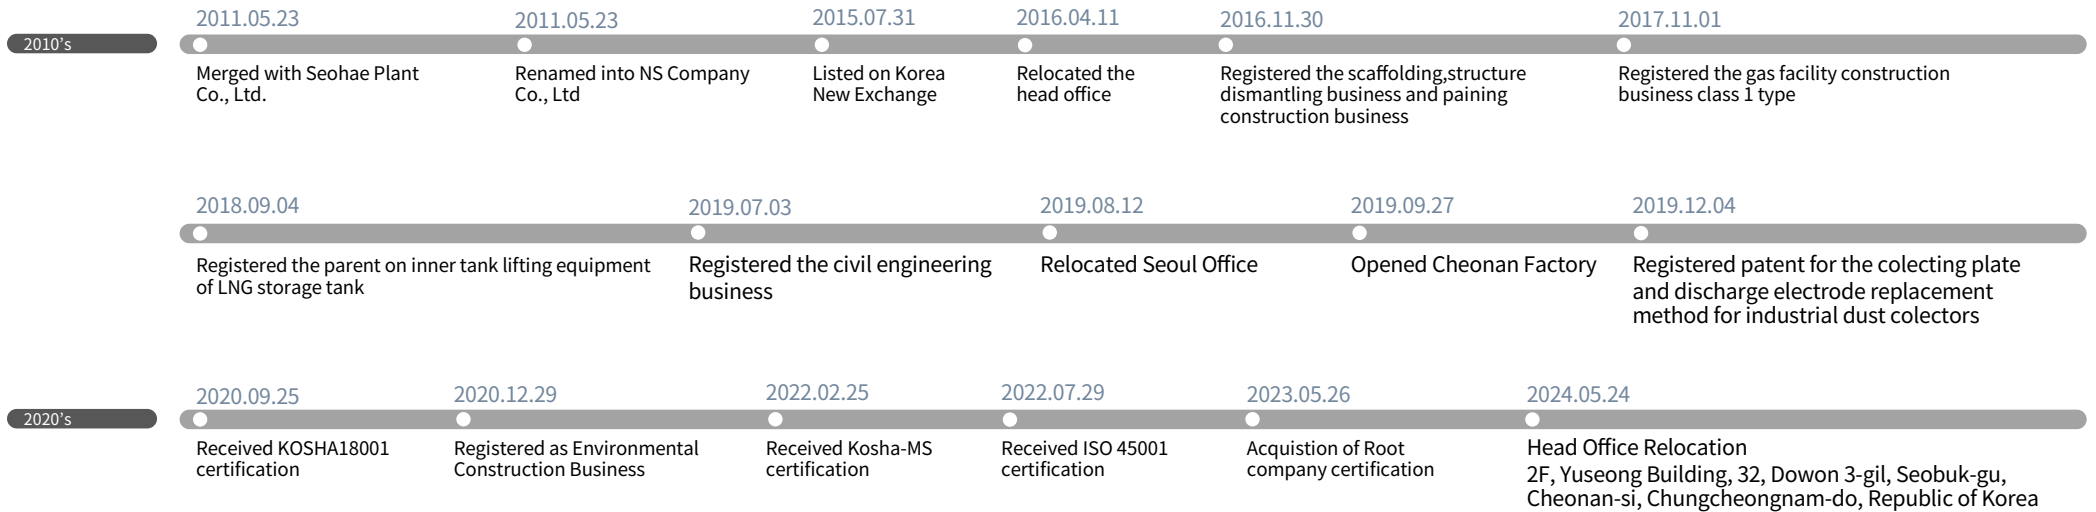 2010's
2011.05.23
Merged with Seohae Plant
Co., Ltd.
2011.05.23
Renamed into NS Company
Co., Ltd
2015.07.31
Listed on Korea
New Exchange
2016.04.11
Relocated the
head office
2016.11.30
Registered the scaffolding,structure
dismantling business and paining
construction business
2017.11.01
Registered the gas facility construction
business class 1 type
2018.09.04
Registered the parent on inner tank lifting equipment
of LNG storage tank
2019.07.03
Registered the civil engineering
business
2019.08.12
Relocated Seoul Office
2019.09.27
Opened Cheonan Factory
2019.12.04
Registered patent for the colecting plate
and discharge electrode replacement
method for industrial dust colectors
2020's
2020.09.25
Received KOSHA18001
certification
2020.12.29
Registered as Environmental
Construction Business
2022.02.25
Received Kosha-MS
certification
2022.07.29
Received ISO 45001
certification
2023.05.26
Acquistion of Root
company certification
2024.05.24
Head Office Relocation
2F, Yuseong Building, 32, Dowon 3-gil, Seobuk-gu,
Cheonan-si, Chungcheongnam-do, Republic of Korea